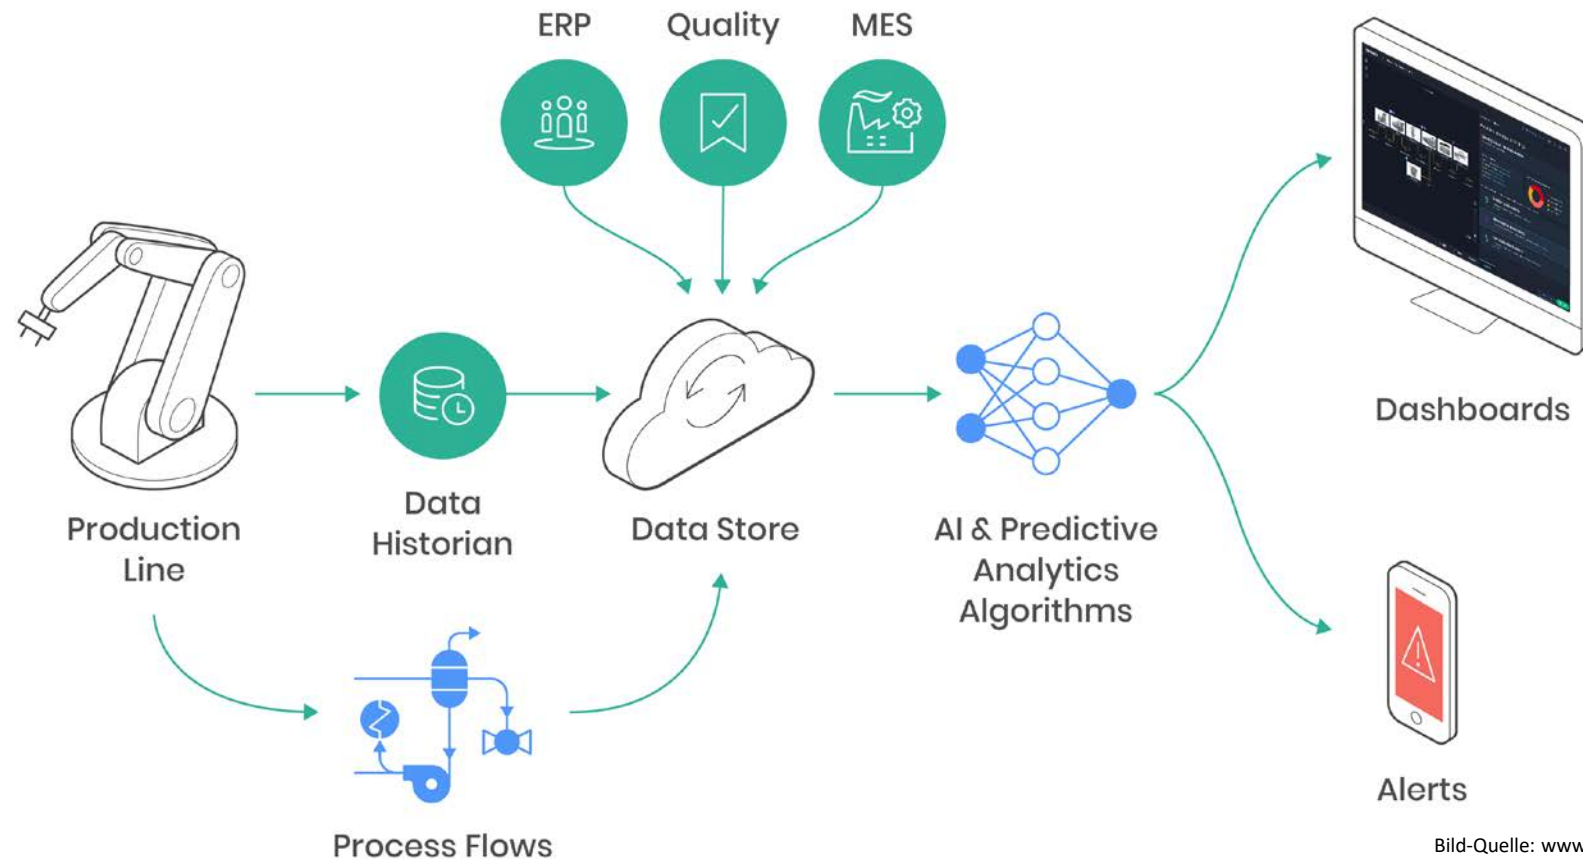 ERP
Quality
MES
Production
Line
Data
Historian
Data Store
AI & Predictive
Analytics
Algorithms
Dashboards
Alerts
Process Flows
Bild-Quelle: www